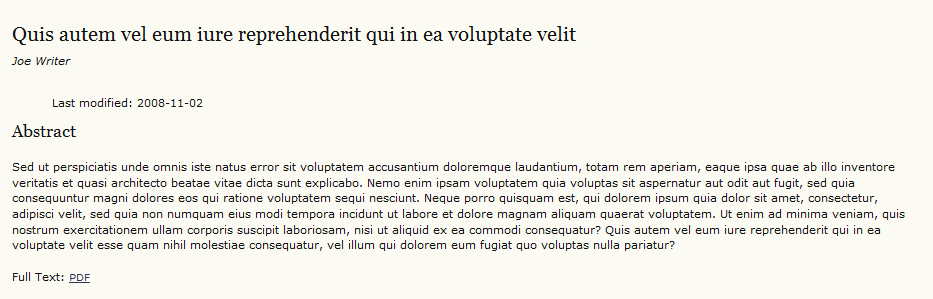 Quis autem vel eum iure reprehenderit qui in ea voluptate velit
Joe Writer
Last modified: 2008-11-02
Abstract
Sed ut perspiciatis unde omnis iste natus error sit voluptatem accusantium doloremque laudantium, totam rem aperiam, eaque ipsa quae ab illo inventore
veritatis et quasi architecto beatae vitae dicta sunt explicabo. Nemo enim ipsam voluptatem quia voluptas sit aspernatur aut odit aut fugit, sed quia
consequuntur magni dolores eos qui ratione voluptatem sequi nesciunt. Neque porro quisquam est, qui dolorem ipsum quia dolor sit amet, consectetur,
adipisci velit, sed quia non numquam eius modi tempora incidunt ut labore et dolore magnam aliquam quaerat voluptatem. Ut enim ad minima veniam, quis
nostrum exercitationem ullam corporis suscipit laboriosam, nisi ut aliquid ex ea commodi consequatur? Quis autem vel eum iure reprehenderit qui in ea
voluptate velit esse quam nihil molestiae consequatur, vel illum qui dolorem eum fugiat quo voluptas nulla pariatur?
Full Text: PDF